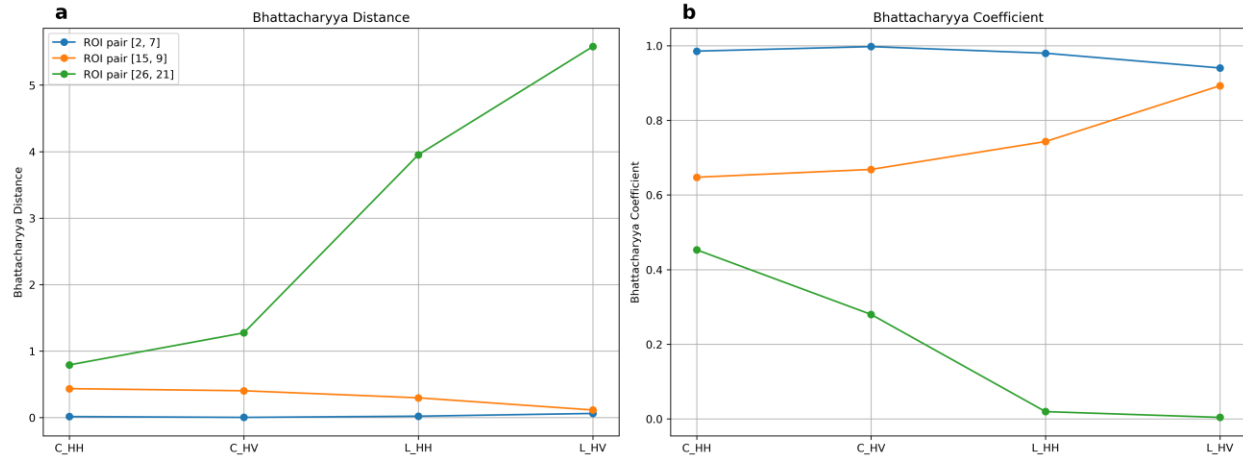 a
Bhattacharyya Distance
ROI pair [2, 7]
ROI pair [15, 9]
ROI pair [26, 21]
Bhattacharyya Distance
5
4
3
2
1
0
C_HH
C_HV
L_HH
L_HV
b
Bhattacharyya Coefficient
Bhattacharyya Coefficient
1.0
0.8
0.6
0.4
0.2
0.0
C_HH
C_HV
L_HH
L_HV